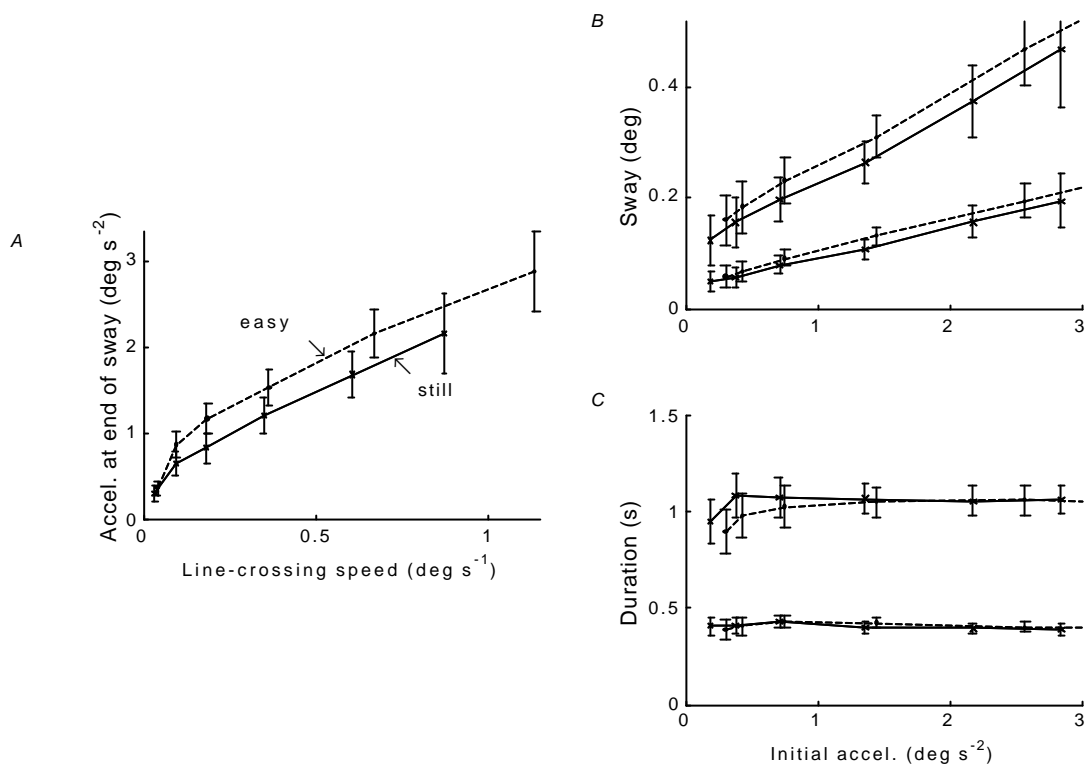 A
Accel. at end of sway (deg s-2)
3
2
1
0
easy
still
0
0.5
1
Line-crossing speed (deg s-1)
B
Sway (deg)
0.4
0.2
0
0
1
2
3
C
Duration (s)
1.5
1
0.5
0
0
1
2
3
Initial accel. (deg s-2)